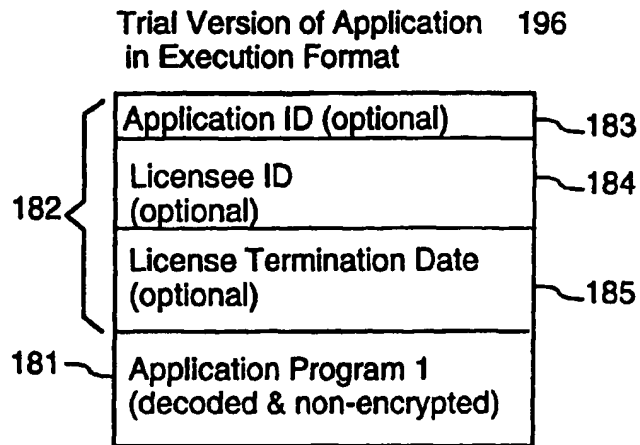 Trial Version of Application 196
in Execution Format
Application ID (optional)
183
Licensee ID
184
(optional)
182
License Termination Date
(optional)
185
181
Application Program 1
(decoded & non-encrypted)